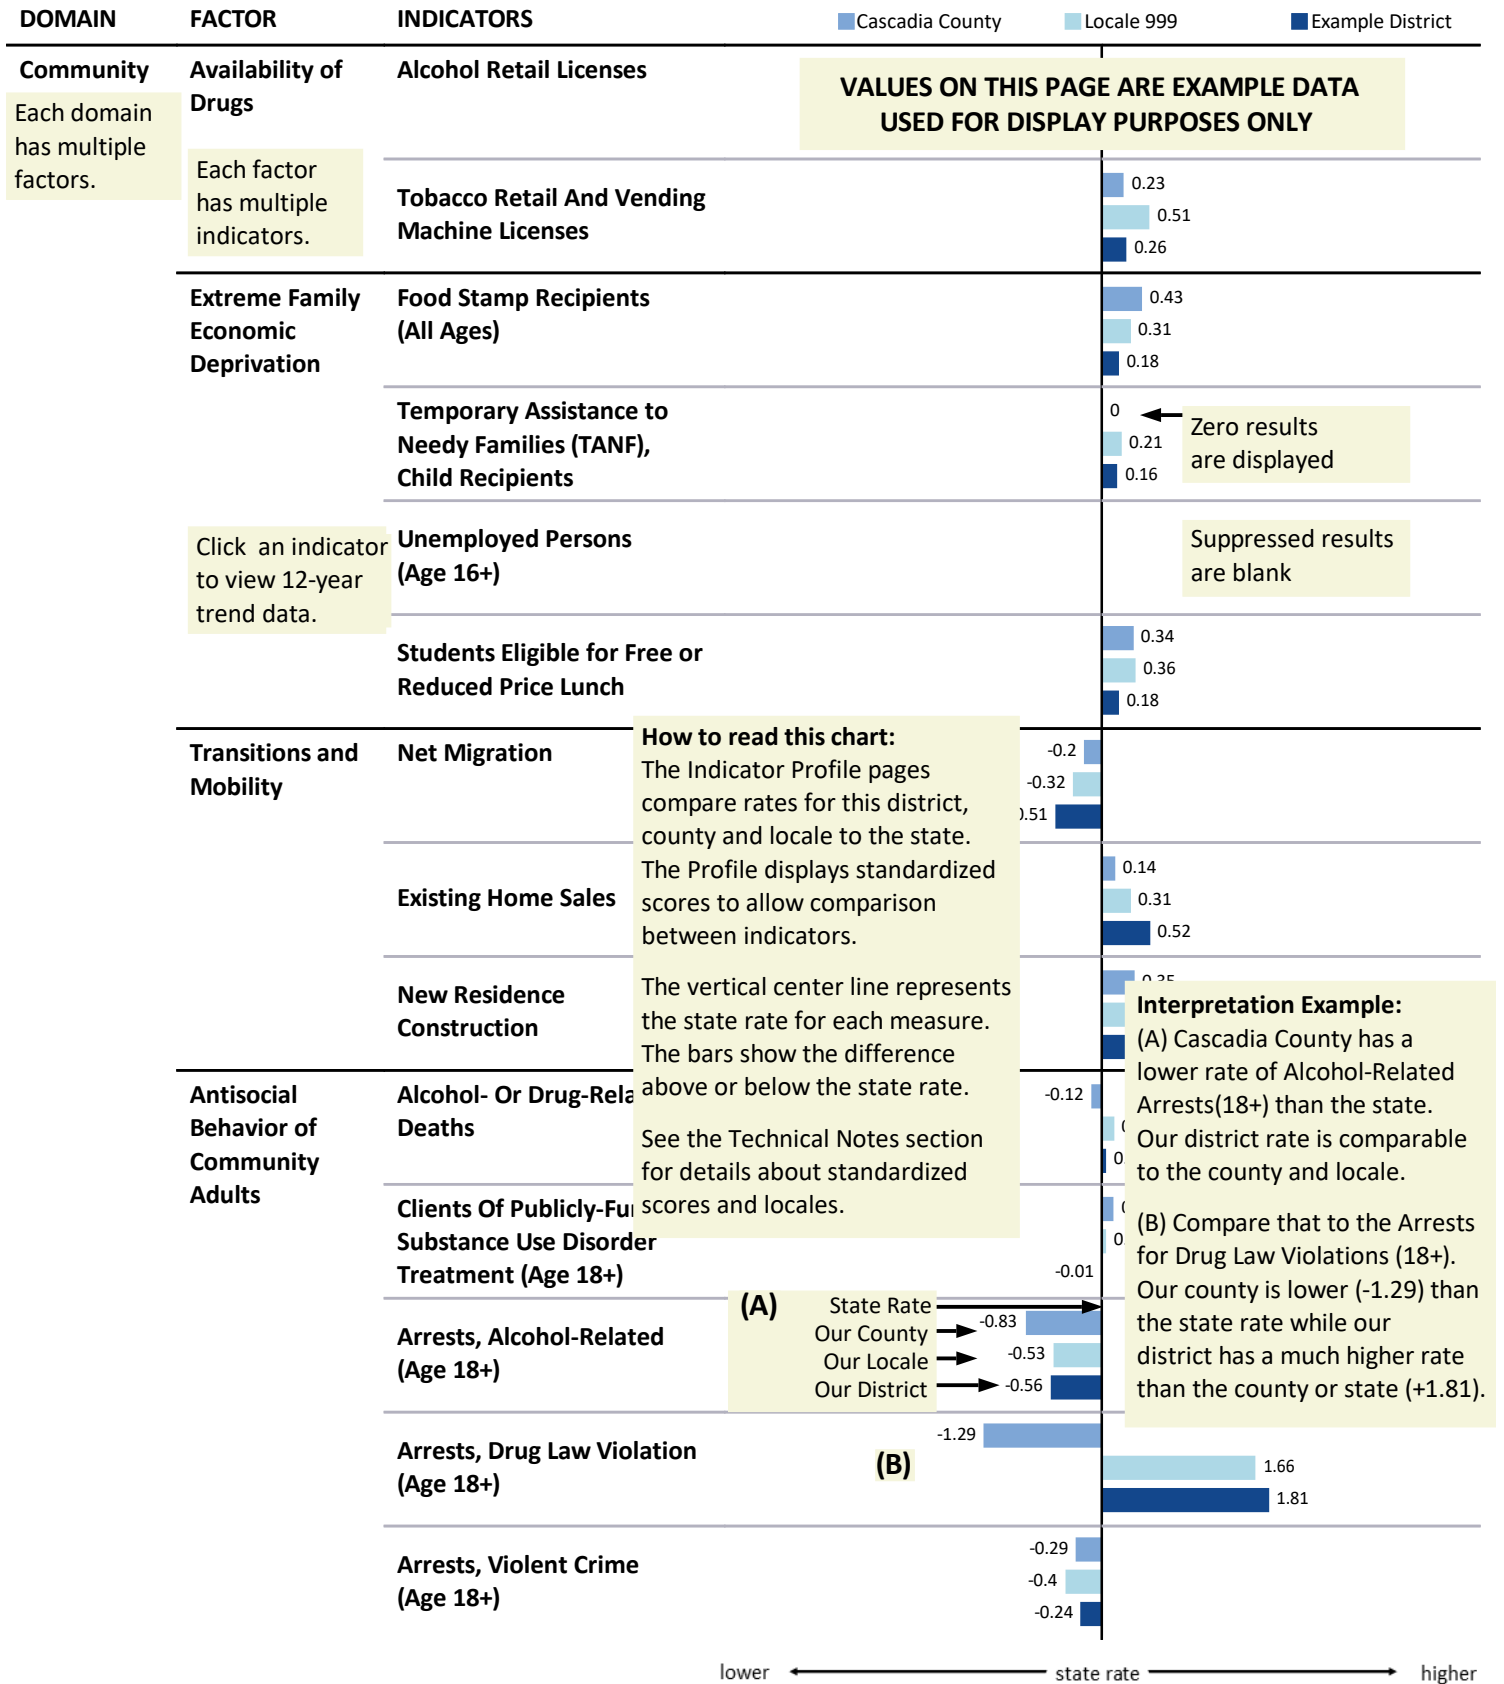 DOMAIN FACTOR INDICATORS Cascadia County Locale 999 Example District
Community
Each domain
has multiple
factors.
Availability of
Drugs
Each factor
has multiple
indicators.
Alcohol Retail Licenses
VALUES ON THIS PAGE ARE EXAMPLE DATA
USED FOR DISPLAY PURPOSES ONLY
Tobacco Retail And Vending
Machine Licenses
0.23
0.51
0.26
Extreme Family
Economic
Deprivation
Food Stamp Recipients
(All Ages)
0.43
0.31
0.18
Temporary Assistance to
Needy Families (TANF),
Child Recipients
0
0.21
0.16
Zero results
are displayed
Click an indicator
to view 12-year
trend data.
Unemployed Persons
(Age 16+)
Suppressed results
are blank
Students Eligible for Free or
Reduced Price Lunch
0.34
0.36
0.18
Transitions and
Mobility
Net Migration
-0.2
-0.32
.51
How to read this chart:
The Indicator Profile pages
compare rates for this district,
county and locale to the state.
The Profile displays standardized
scores to allow comparison
between indicators.
The vertical center line represents
the state rate for each measure.
The bars show the difference
above or below the state rate.
See the Technical Notes section
for details about standardized
scores and locales.
Existing Home Sales
0.14
0.31
0.52
New Residence
Construction
Interpretation Example:
(A) Cascadia County has a
lower rate of Alcohol-Related
Arrests(18+) than the state.
Our district rate is comparable
to the county and locale.
(B) Compare that to the Arrests
for Drug Law Violations (18+).
Our county is lower (-1.29) than
the state rate while our
district has a much higher rate
than the county or state (+1.81).
Antisocial
Behavior of
Community
Adults
Alcohol- Or Drug-Rela
Deaths
-0.12
0.
Clients Of Publicly-Fu
Substance Use Disorder
Treatment (Age 18+)
0.
-0.01
Arrests, Alcohol-Related
(Age 18+)
(A) State Rate
Our County
Our Locale
Our District
-0.83
-0.53
-0.56
Arrests, Drug Law Violation
(Age 18+)
(B)
-1.29
1.66
1.81
Arrests, Violent Crime
(Age 18+)
-0.29
-0.4
-0.24
lower state rate higher